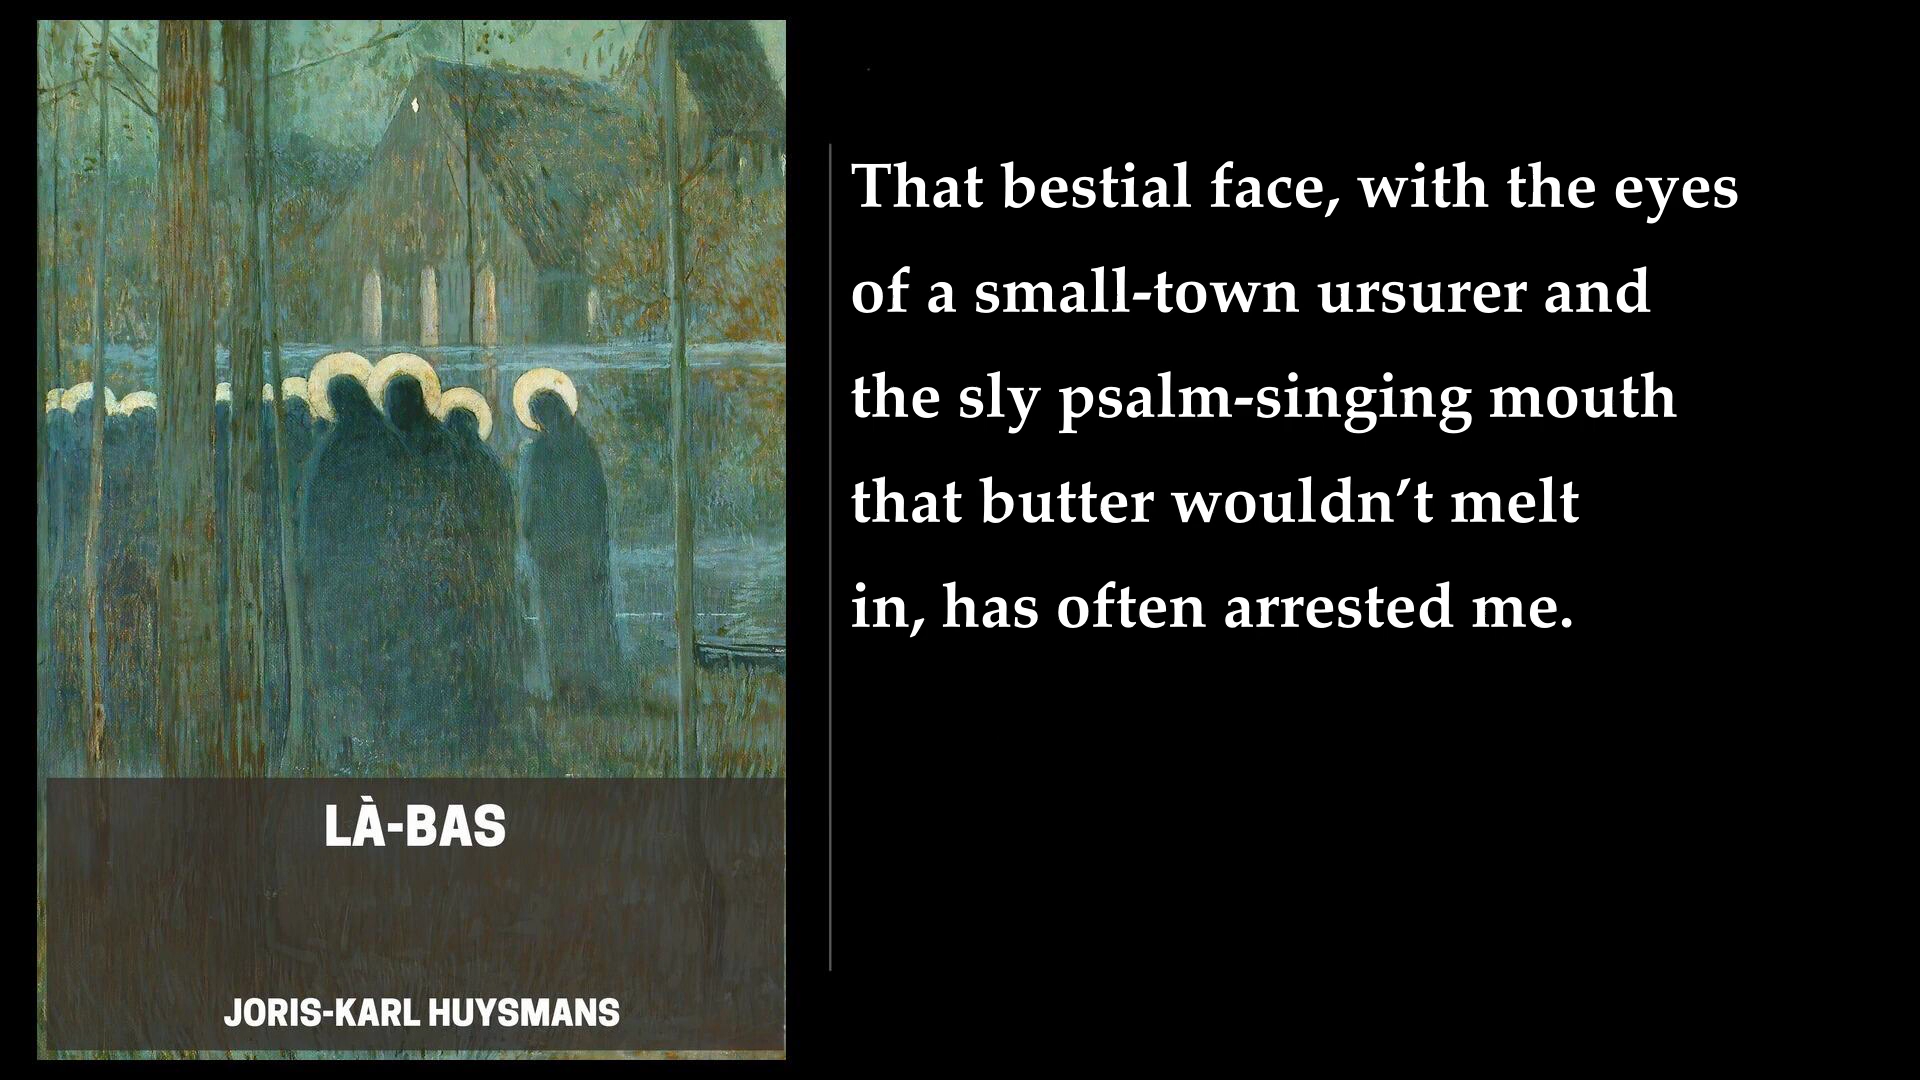 LÀ-BAS
JORIS-KARL HUYSMANS
That bestial face, with the eyes
of a small-town ursurer and
the sly psalm-singing mouth
that butter wouldn’t melt
in, has often arrested me.